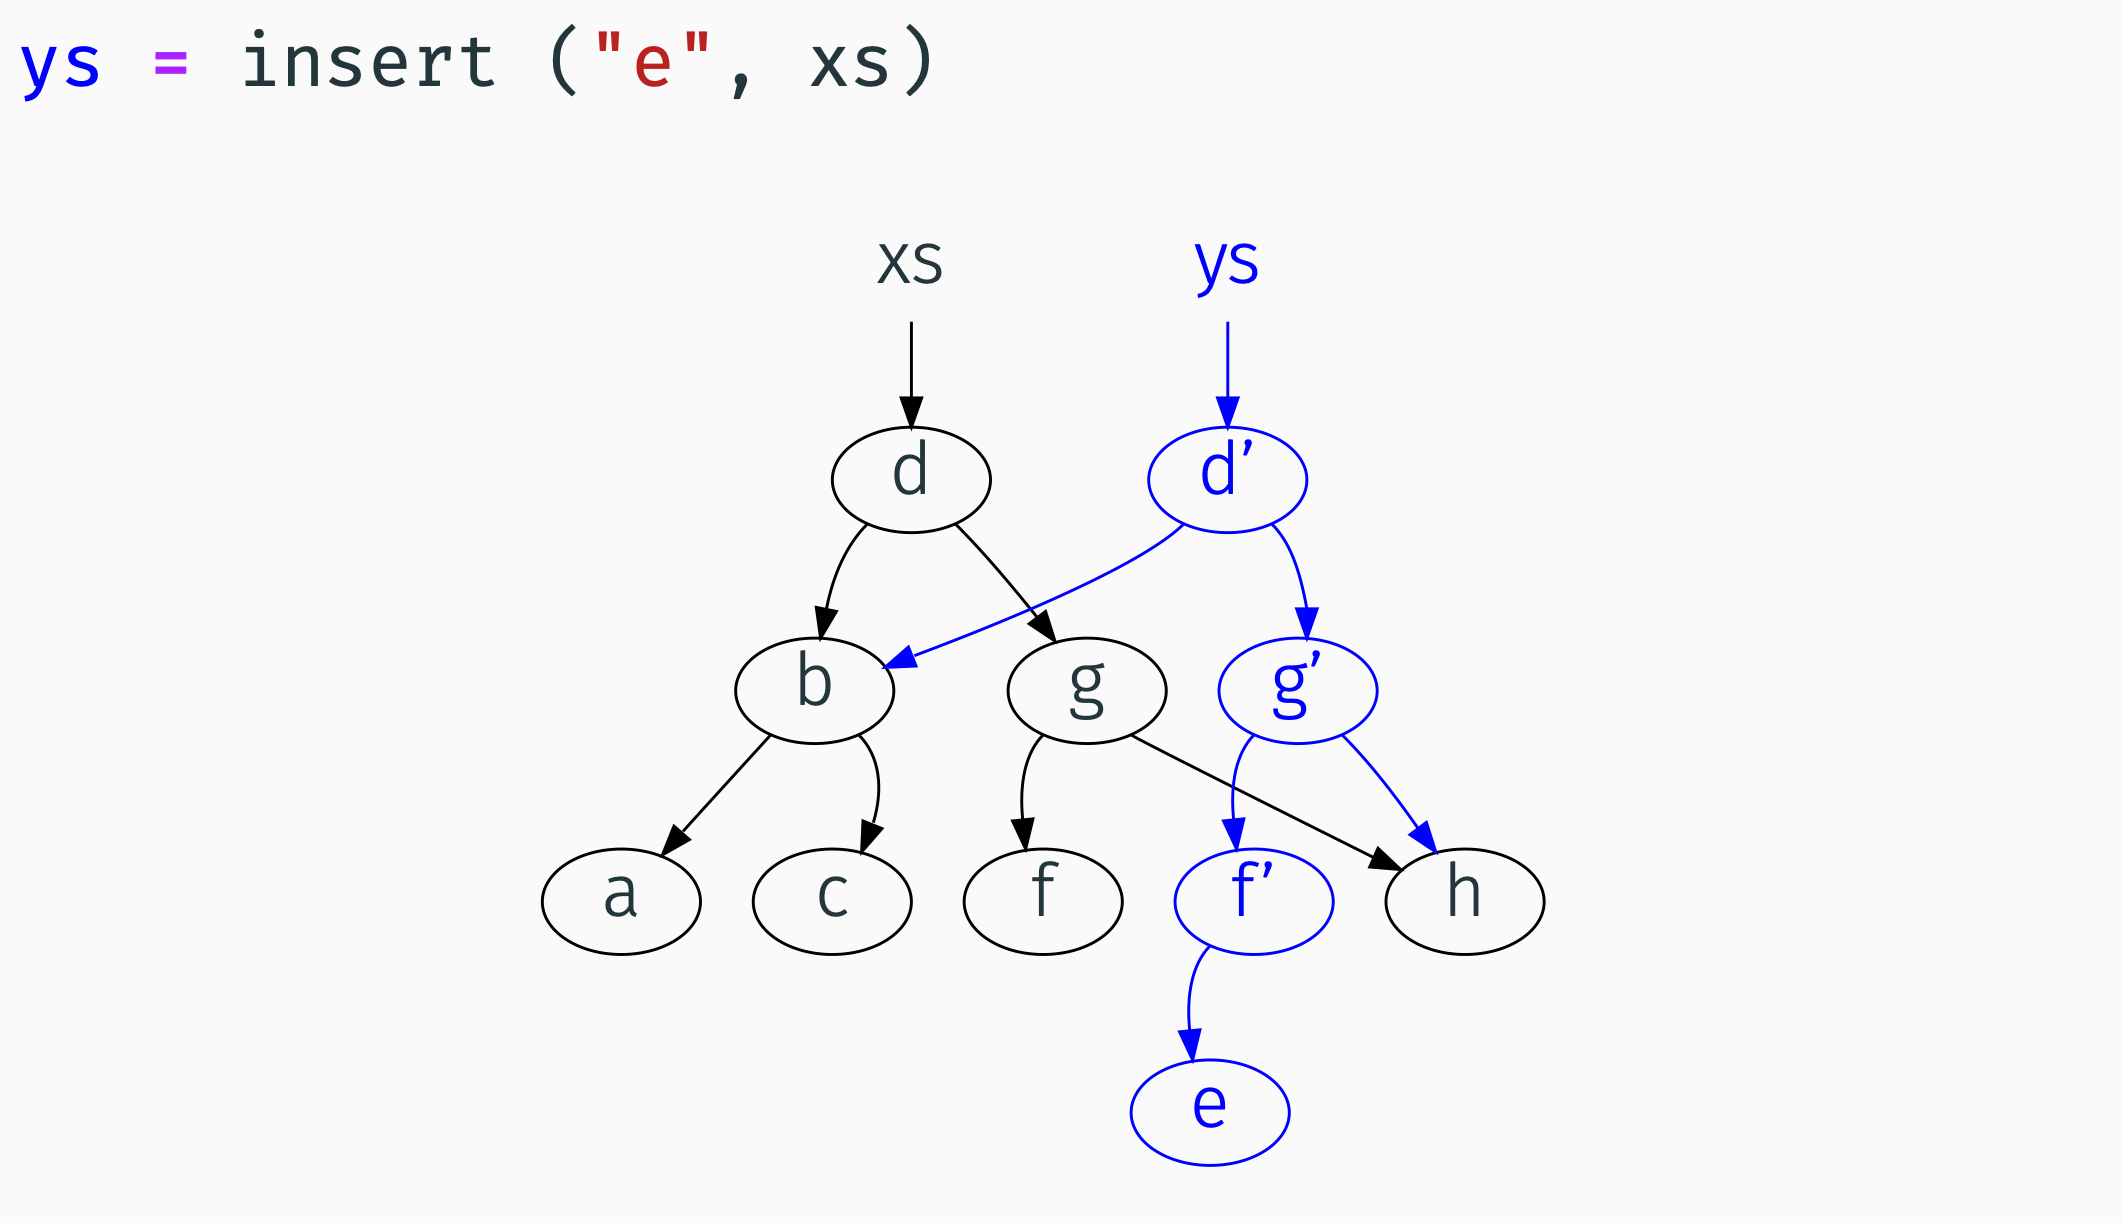 ys = insert ("e", xs)
xs ys
d d’
b g g’
a c f f’ h
e